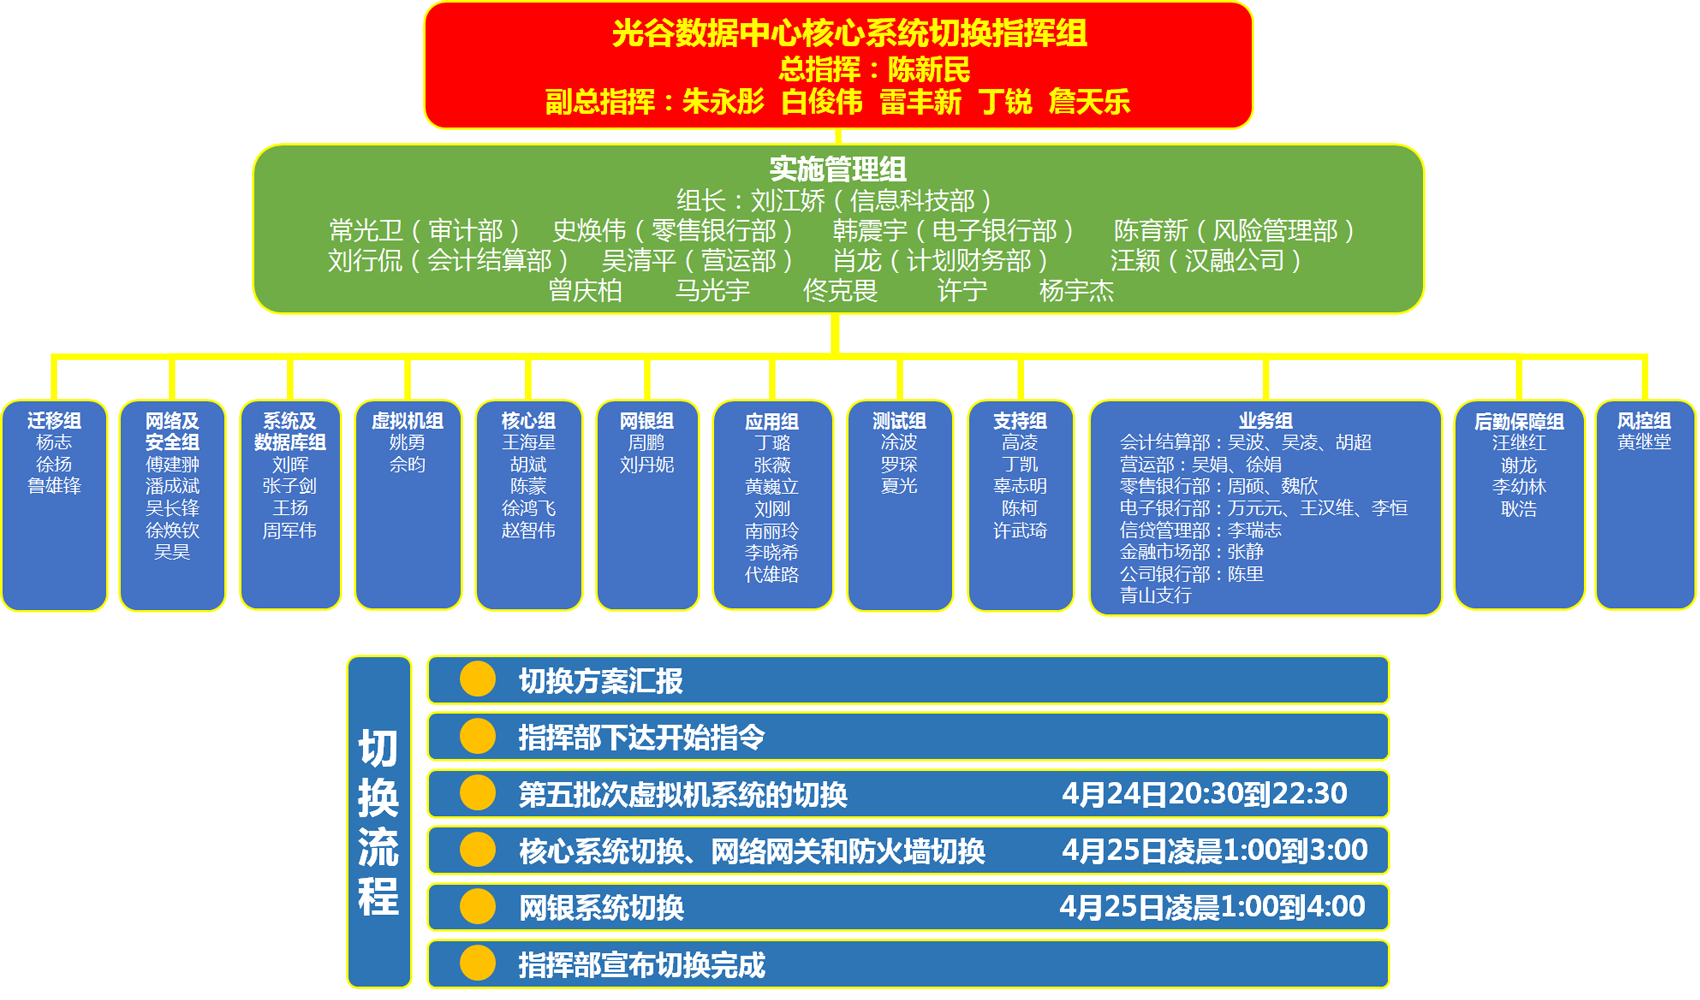 光谷数据中心核心系统切换指挥组
总指挥：陈新民
副总指挥：朱永彤 白俊伟 雷丰新 丁锐 詹天乐
实施管理组
组长：刘江娇（信息科技部）
常光卫（审计部） 史焕伟（零售银行部） 韩震宇（电子银行部） 陈育新（风险管理部）
刘行侃（会计结算部） 吴清平（营运部） 肖龙（计划财务部） 汪颖（汉融公司）
曾庆柏 马光宇 佟克畏 许宁 杨宇杰
迁移组
杨志
徐扬
鲁雄锋
网络及
安全组
傅建翀
潘成斌
吴长锋
徐焕钦
吴昊
系统及
数据库组
刘晖
张子剑
王扬
周军伟
虚拟机组
姚勇
佘昀
核心组
王海星
胡斌
陈蒙
徐鸿飞
赵智伟
网银组
周鹏
刘丹妮
应用组
丁璐
张薇
黄巍立
刘刚
南丽玲
李晓希
代雄路
测试组
凃波
罗琛
夏光
支持组
高凌
丁凯
辜志明
陈柯
许武琦
业务组
会计结算部：吴波、吴凌、胡超
营运部：吴娟、徐娟
零售银行部：周硕、魏欣
电子银行部：万元元、王汉维、李恒
信贷管理部：李瑞志
金融市场部：张静
公司银行部：陈里
青山支行
后勤保障组
汪继红
谢龙
李幼林
耿浩
风控组
黄继堂
切换流程
切换方案汇报
指挥部下达开始指令
第五批次虚拟机系统的切换 4月24日20:30到22:30
核心系统切换、网络网关和防火墙切换 4月25日凌晨1:00到3:00
网银系统切换 4月25日凌晨1:00到4:00
指挥部宣布切换完成